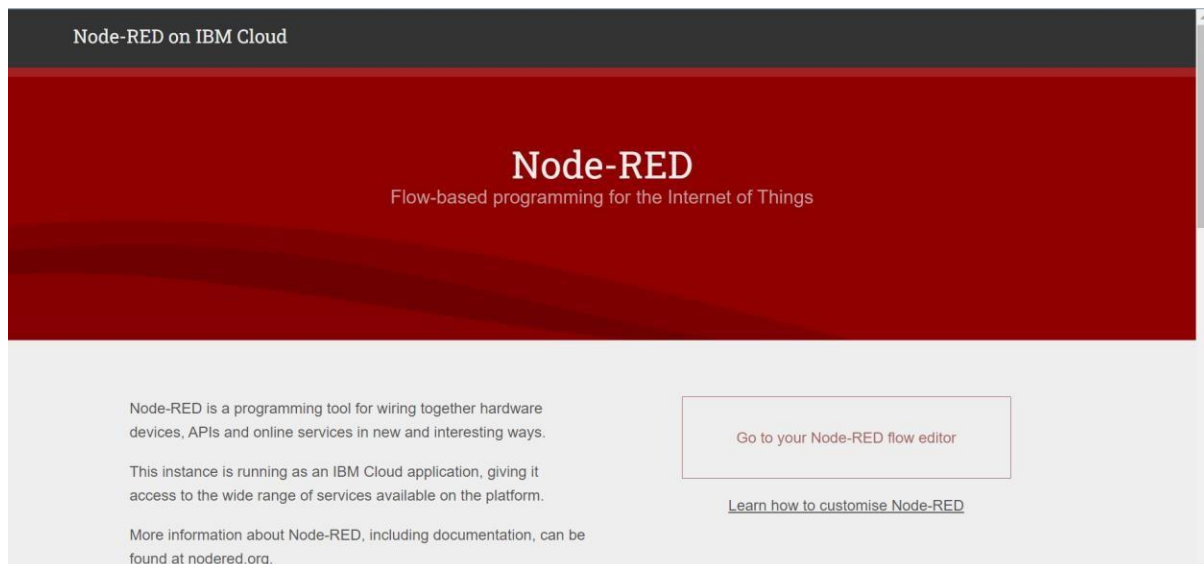 Node-RED on IBM Cloud
Node-RED
Flow-based programming for the Internet of Things
Node-RED is a programming tool for wiring together hardware
devices, APIs and online services in new and interesting ways.
This instance is running as an IBM Cloud application, giving it
access to the wide range of services available on the platform.
More information about Node-RED, including documentation, can be
found at nodered.org.
Go to your Node-RED flow editor
Learn how to customise Node-RED